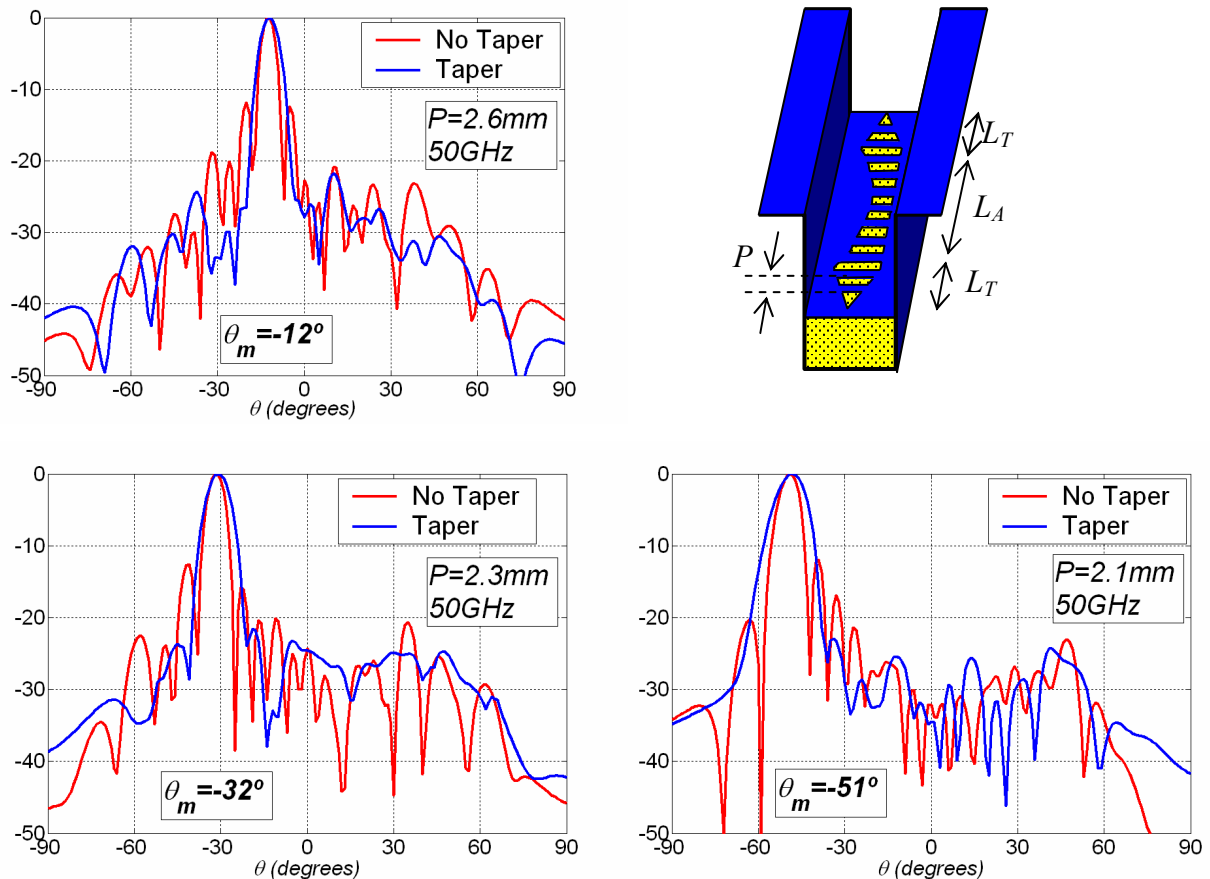 0
-10
-20
-30
-40
-50
-90
-60
-30
0
30
60
90
θ (degrees)
No Taper
Taper
P=2.6mm
50GHz
θm=-12º
LT
LA
LT
P
0
-10
-20
-30
-40
-50
-90
-60
-30
0
30
60
90
θ (degrees)
No Taper
Taper
P=2.3mm
50GHz
θm=-32º
0
-10
-20
-30
-40
-50
-90
-60
-30
0
30
60
90
θ (degrees)
No Taper
Taper
P=2.1mm
50GHz
θm=-51º